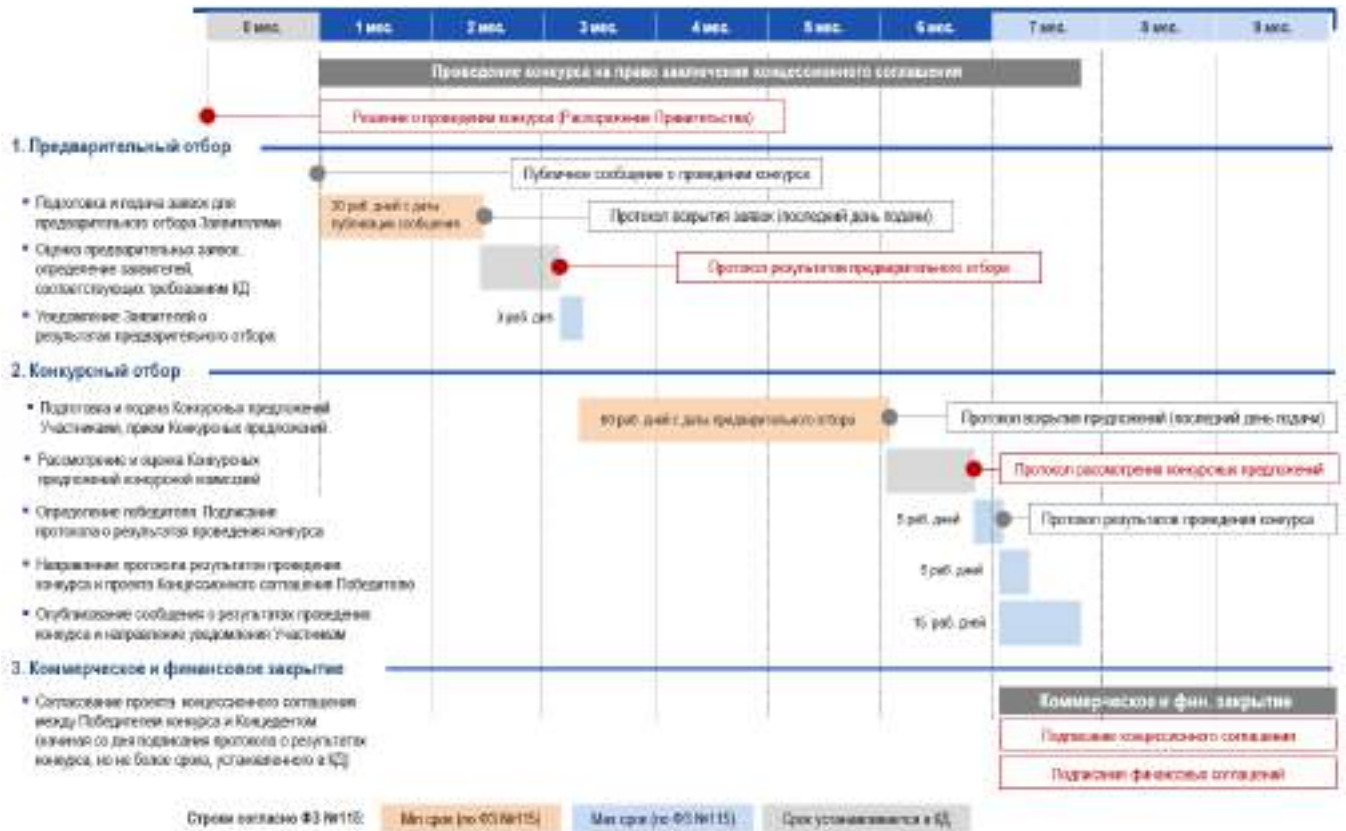 0 мес. 1 мес. 2 мес. 3 мес. 4 мес. 5 мес. 6 мес. 7 мес. 8 мес. 9 мес.
Проведение конкурса на право заключения концессионного соглашения
Решение о проведении конкурса (Распоряжение Правительства)
1. Предварительный отбор
Публичное сообщение о проведении конкурса
• Подготовка и подача заявок для
предварительного отбора Заявителями
30 раб. дней с даты
публикации сообщения
Протокол вскрытия заявок (последний день подачи)
• Оценка предварительных заявок,
определение заявителей,
соответствующих требованиям КД
Протокол результатов предварительного отбора
• Уведомление Заявителей о
результатах предварительного отбора
3 раб. дня
2. Конкурсный отбор
• Подготовка и подача Конкурсных предложений
Участниками, прием Конкурсных предложений
60 раб. дней с даты предварительного отбора
Протокол вскрытия предложений (последний день подачи)
• Рассмотрение и оценка Конкурсных
предложений конкурсной комиссией
Протокол рассмотрения конкурсных предложений
• Определение победителя. Подписание
протокола о результатах проведения конкурса
5 раб. дней
Протокол результатов проведения конкурса
• Направление протокола результатов проведения
конкурса и проекта Концессионного соглашения Победителю
5 раб. дней
• Опубликование сообщения о результатах проведения
конкурса и направление уведомления Участникам
15 раб. дней
3. Коммерческое и финансовое закрытие
• Согласование проекта концессионного соглашения
между Победителем конкурса и Концедентом
(начиная со дня подписания протокола о результатах
конкурса, но не более срока, установленного в КД)
Коммерческое и фин. закрытие
Подписание концессионного соглашения
Подписание финансовых соглашений
Строки согласно ФЗ №115:
Min срок (по ФЗ №115)
Max срок (по ФЗ №115)
Срок устанавливается в КД